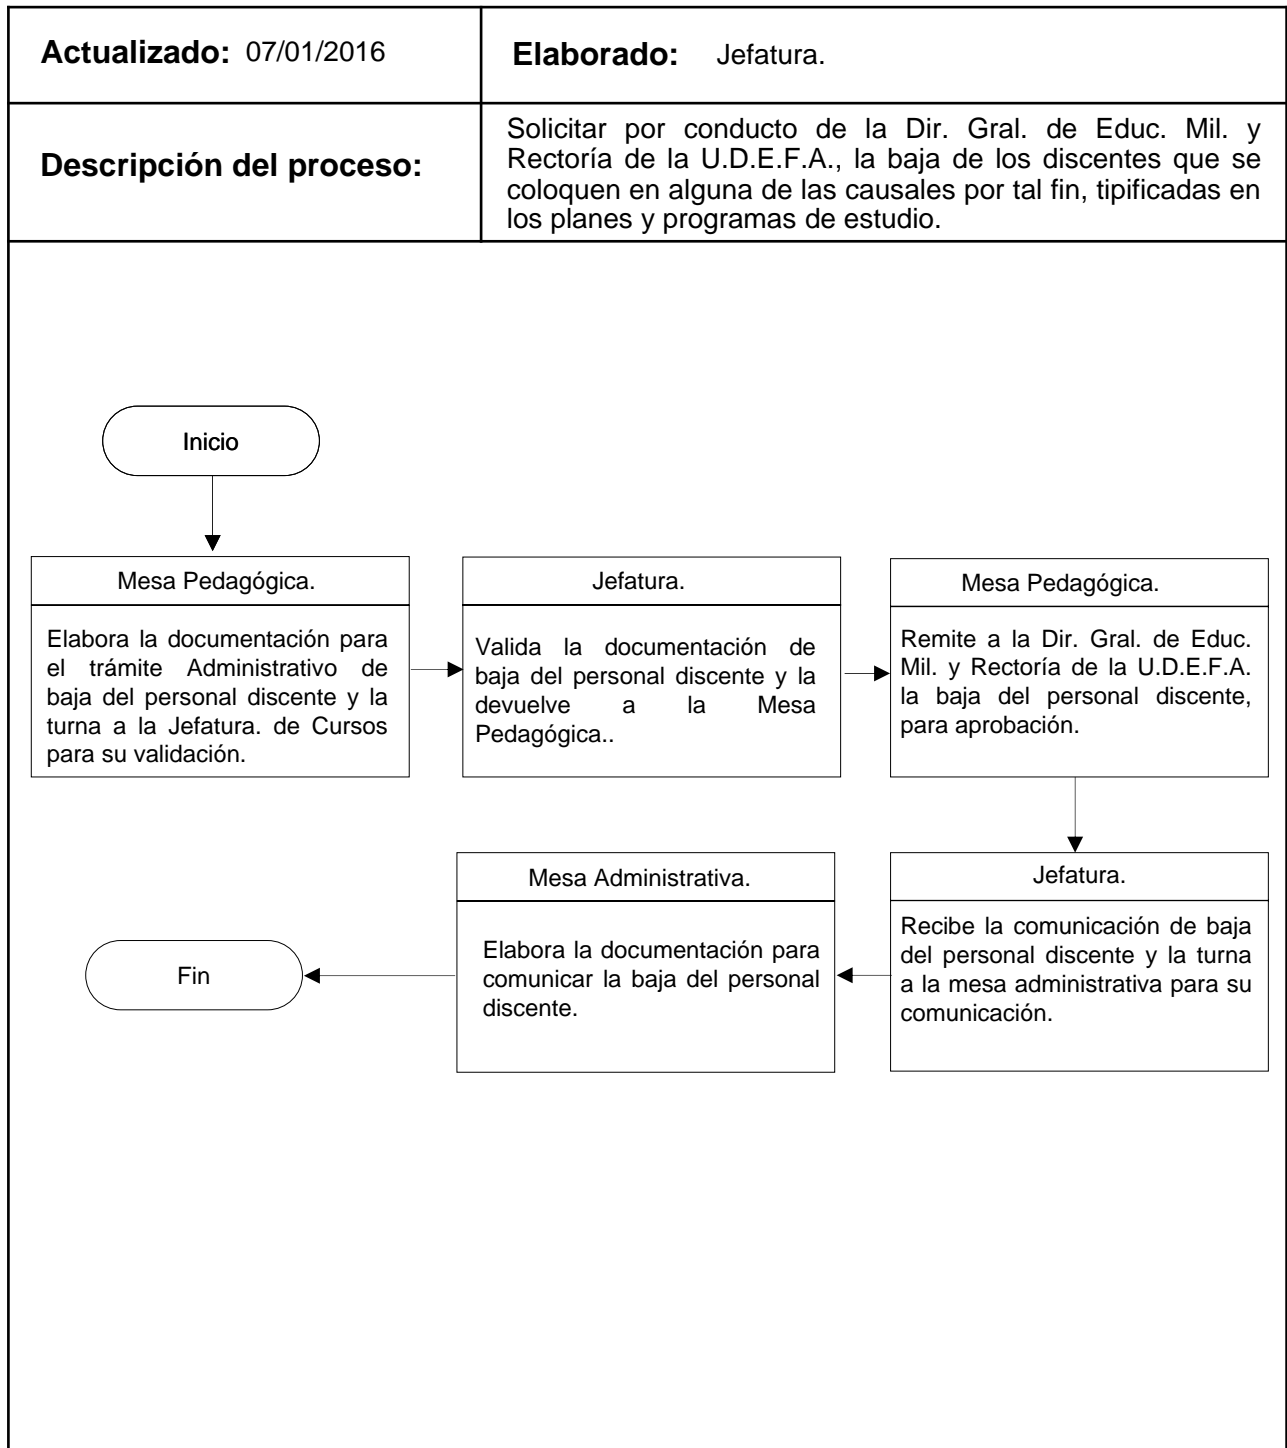 Actualizado: 07/01/2016
Elaborado: Jefatura.
Descripción del proceso:
Solicitar por conducto de la Dir. Gral. de Educ. Mil. y
Rectoría de la U.D.E.F.A., la baja de los discentes que se
coloquen en alguna de las causales por tal fin, tipificadas en
los planes y programas de estudio.
Inicio
Mesa Pedagógica.
Elabora la documentación para
el trámite Administrativo de
baja del personal discente y la
turna a la Jefatura. de Cursos
para su validación.
Jefatura.
Valida la documentación de
baja del personal discente y la
devuelve a la Mesa
Pedagógica..
Mesa Pedagógica.
Remite a la Dir. Gral. de Educ.
Mil. y Rectoría de la U.D.E.F.A.
la baja del personal discente,
para aprobación.
Jefatura.
Recibe la comunicación de baja
del personal discente y la turna
a la mesa administrativa para su
comunicación.
Mesa Administrativa.
Elabora la documentación para
comunicar la baja del personal
discente.
Fin